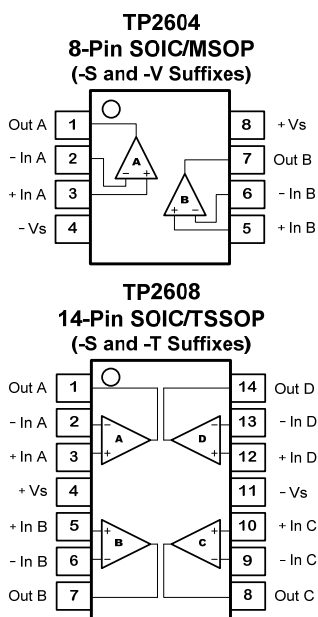 TP2604
8-Pin SOIC/MSOP
(-S and -V Suffixes)
Out A 1 8 + Vs
− In A 2 A − + 7 Out B
+ In A 3 B 6 − In B
− Vs 4 + − 5 + In B
TP2608
14-Pin SOIC/TSSOP
(-S and -T Suffixes)
Out A 1 14 Out D
− In A 2 − − 13 − In D
A D
+ In A 3 + + 12 + In D
+ Vs 4 11 − Vs
+ In B 5 + + 10 + In C
B C
− In B 6 − − 9 − In C
Out B 7 8 Out C